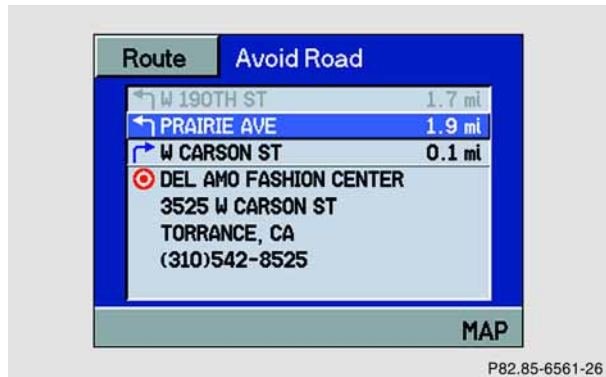 Route Avoid Road
W 190TH ST 1.7 mi
PRAIRIE AVE 1.9 mi
W CARSON ST 0.1 mi
DEL AMO FASHION CENTER
3525 W CARSON ST
TORRANCE, CA
(310)542-8525
MAP
P82.85-6561-26